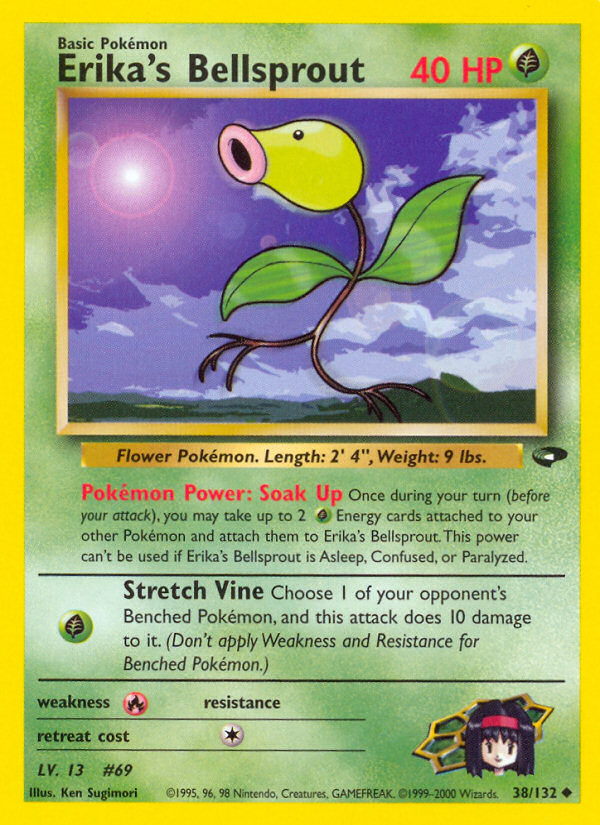 Basic Pokémon
Erika's Bellsprout 40 HP
Flower Pokémon. Length: 2' 4", Weight: 9 lbs.
Pokémon Power: Soak Up Once during your turn (before
your attack), you may take up to 2 Energy cards attached to your
other Pokémon and attach them to Erika's Bellsprout. This power
can't be used if Erika's Bellsprout is Asleep, Confused, or Paralyzed.
Stretch Vine Choose 1 of your opponent's
Benched Pokémon, and this attack does 10 damage
to it. (Don't apply Weakness and Resistance for
Benched Pokémon.)
weakness resistance
retreat cost
LV. 13 #69
Illus. Ken Sugimori ©1995, 96, 98 Nintendo, Creatures, GAMEFREAK. ©1999-2000 Wizards. 38/132